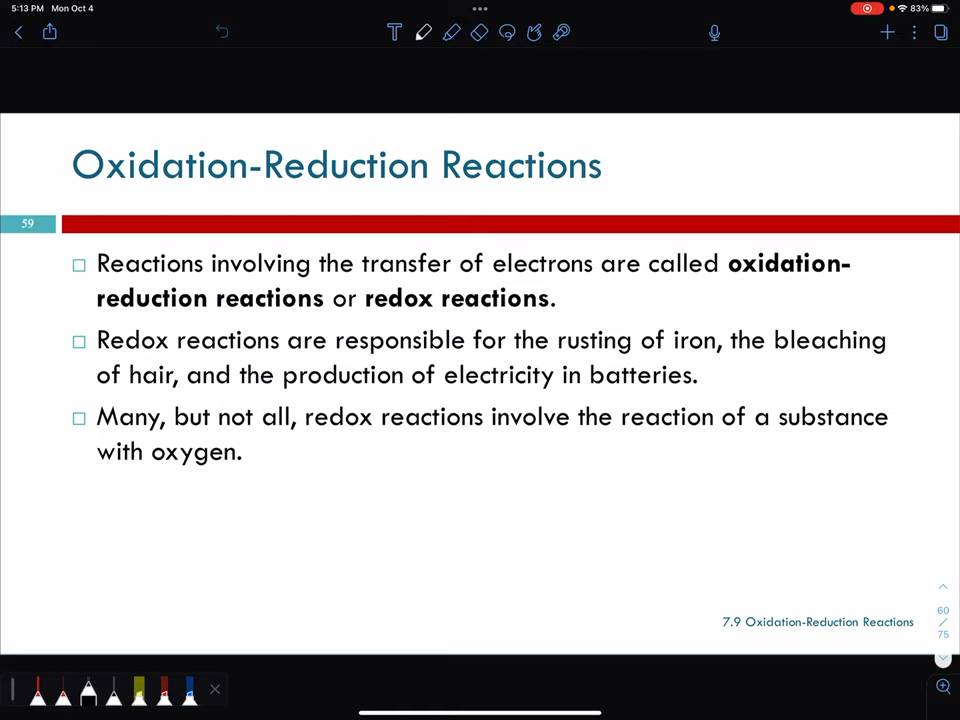 5:13 PM Mon Oct 4
83%
Oxidation-Reduction Reactions
59
Reactions involving the transfer of electrons are called oxidation-
reduction reactions or redox reactions.
Redox reactions are responsible for the rusting of iron, the bleaching
of hair, and the production of electricity in batteries.
Many, but not all, redox reactions involve the reaction of a substance
with oxygen.
7.9 Oxidation-Reduction Reactions
60
/
75